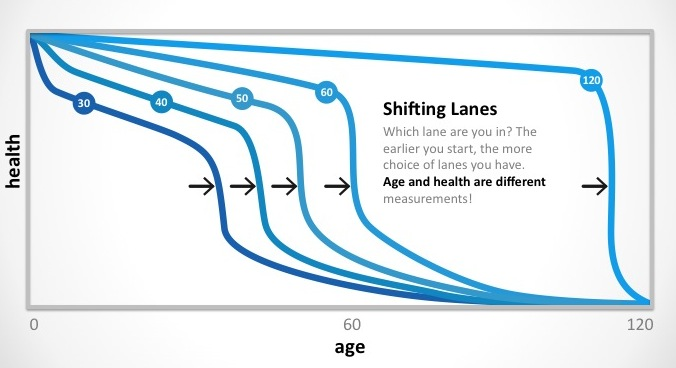 120
30
40
50
60
Shifting Lanes
Which lane are you in? The
earlier you start, the more
choice of lanes you have.
Age and health are different
measurements!
health
0
60
120
age